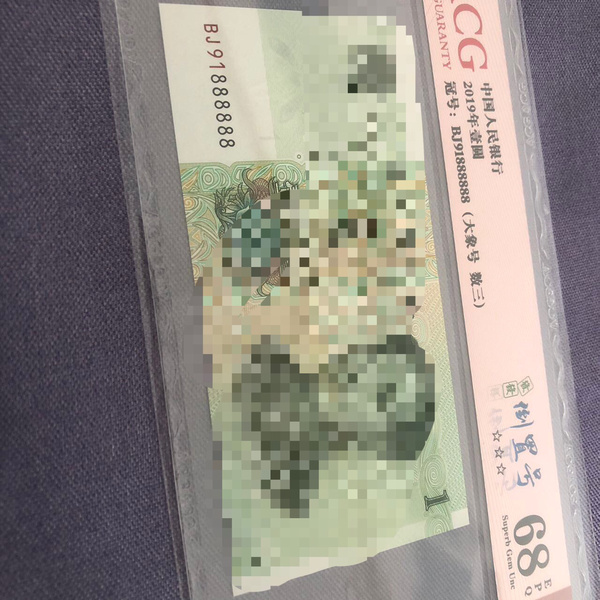 BJ91888888
1
CG
GUARANTY
中国人民银行
2019年壹圆
冠号：BJ91888888（大象号 数三）
倒置号
☆☆☆
68
EPQ
Superb Gem Unc